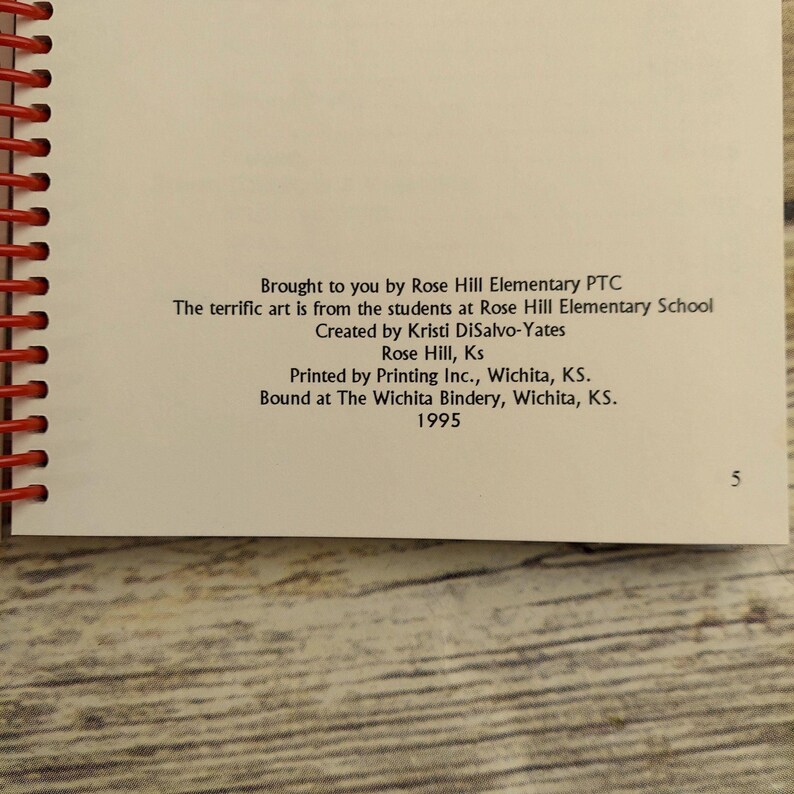 Brought to you by Rose Hill Elementary PTC
The terrific art is from the students at Rose Hill Elementary School
Created by Kristi DiSalvo-Yates
Rose Hill, Ks
Printed by Printing Inc., Wichita, KS.
Bound at The Wichita Bindery, Wichita, KS.
1995
5